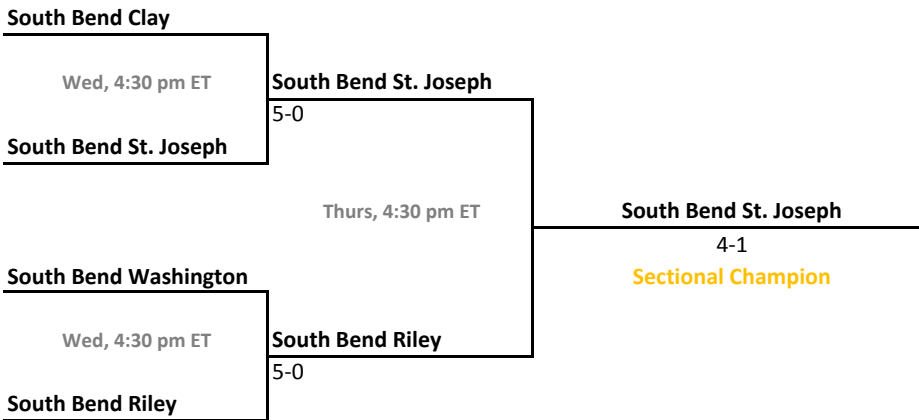 South Bend Clay
Wed, 4:30 pm ET
South Bend St. Joseph
5-0
South Bend St. Joseph
Thurs, 4:30 pm ET
South Bend St. Joseph
4-1
Sectional Champion
South Bend Washington
Wed, 4:30 pm ET
South Bend Riley
5-0
South Bend Riley